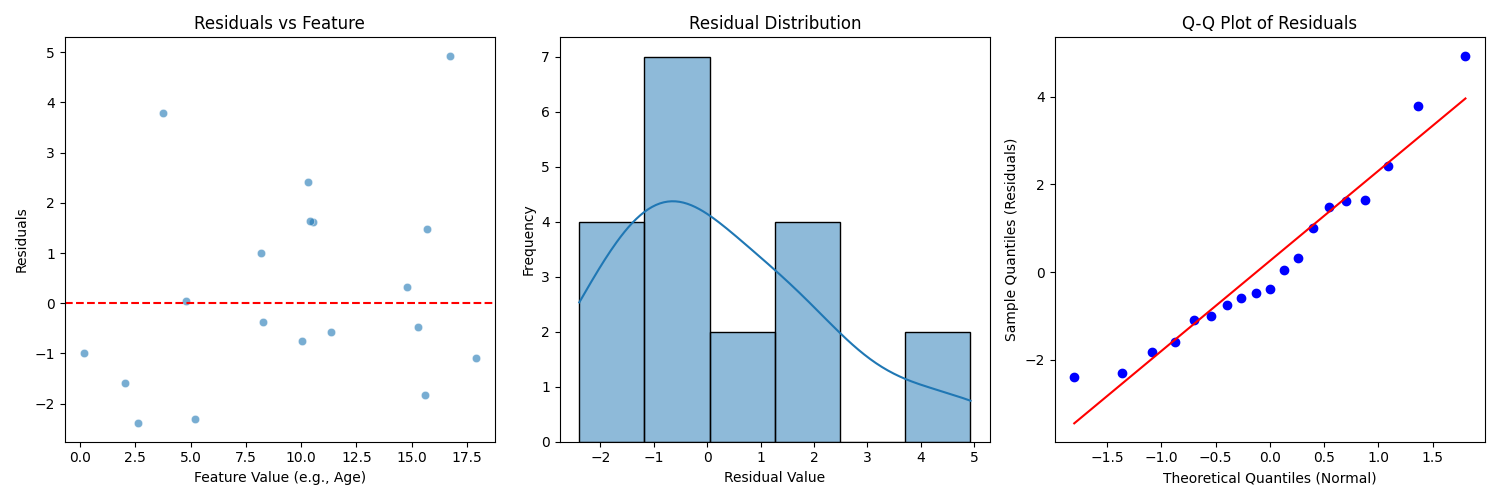 Residuals vs Feature
Residuals
5
4
3
2
1
0
−1
−2
0.0 2.5 5.0 7.5 10.0 12.5 15.0 17.5
Feature Value (e.g., Age)
Residual Distribution
Frequency
7
6
5
4
3
2
1
0
−2 −1 0 1 2 3 4 5
Residual Value
Q-Q Plot of Residuals
Sample Quantiles (Residuals)
4
2
0
−2
−1.5 −1.0 −0.5 0.0 0.5 1.0 1.5
Theoretical Quantiles (Normal)